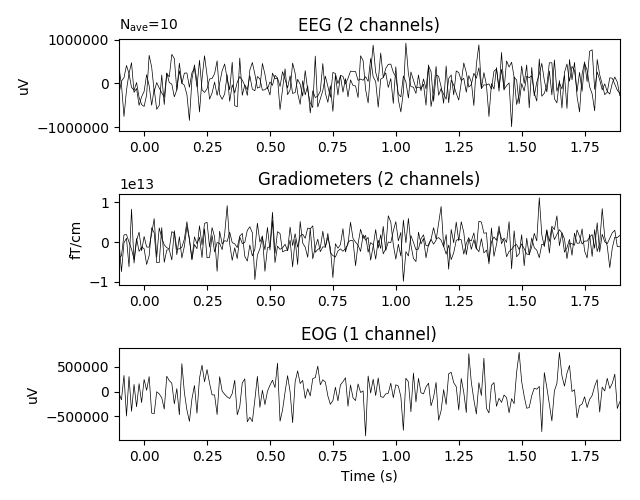 N_ave=10
EEG (2 channels)
1000000
0
−1000000
uV
0.00 0.25 0.50 0.75 1.00 1.25 1.50 1.75
1e13
Gradiometers (2 channels)
1
0
−1
fT/cm
0.00 0.25 0.50 0.75 1.00 1.25 1.50 1.75
EOG (1 channel)
500000
0
−500000
uV
0.00 0.25 0.50 0.75 1.00 1.25 1.50 1.75
Time (s)